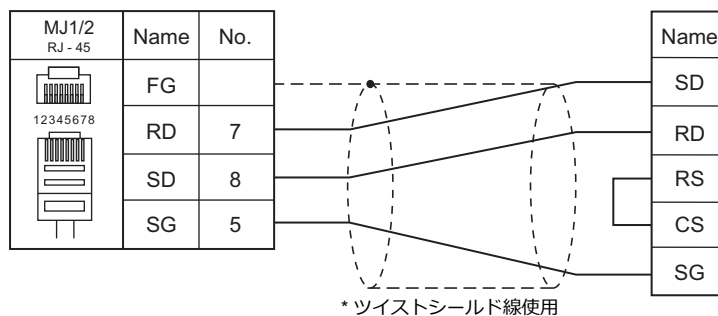 MJ1/2 Name No.
RJ - 45
12345678
FG
RD 7
SD 8
SG 5
Name
SD
RD
RS
CS
SG
* ツイストシールド線使用